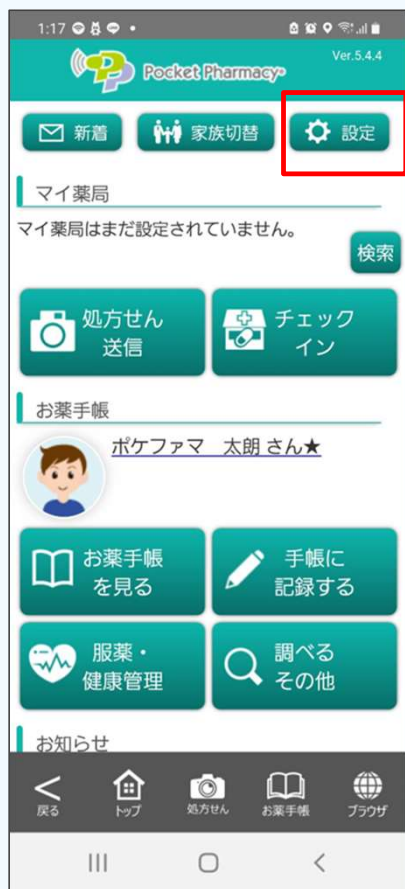 1:17
Pocket Pharmacy
Ver.5.4.4
新着
家族切替
設定
マイ薬局
マイ薬局はまだ設定されていません。
検索
処方せん
送信
チェック
イン
お薬手帳
ポケファマ 太朗 さん★
お薬手帳
を見る
手帳に
記録する
服薬・
健康管理
調べる
その他
お知らせ
戻る
トップ
処方せん
お薬手帳
ブラウザ